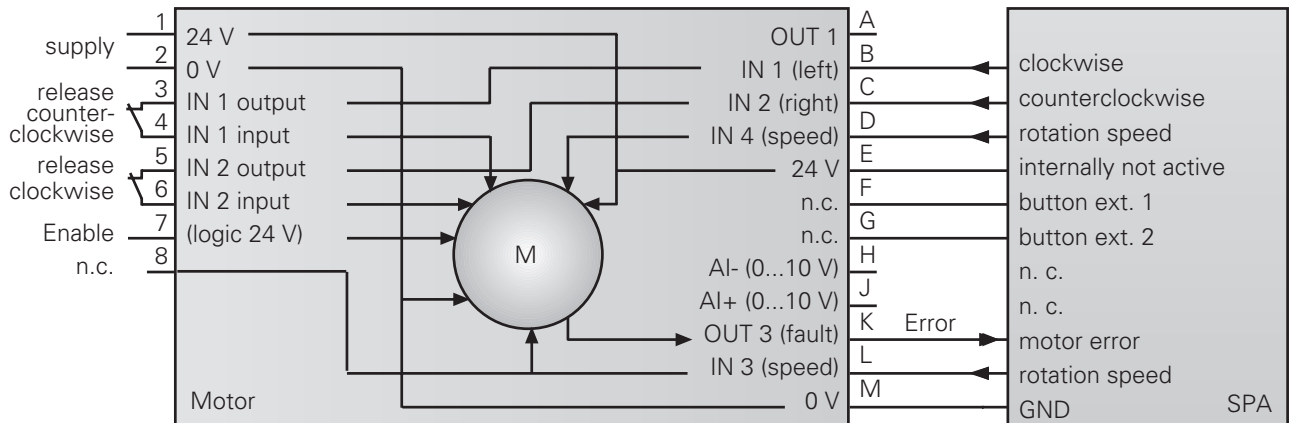 supply
1
24 V
2
0 V
release
counter-
clockwise
3
IN 1 output
4
IN 1 input
release
clockwise
5
IN 2 output
6
IN 2 input
Enable
7
(logic 24 V)
n.c.
8
M
Motor
OUT 1
A
IN 1 (left)
B
clockwise
IN 2 (right)
C
counterclockwise
IN 4 (speed)
D
rotation speed
24 V
E
internally not active
n.c.
F
button ext. 1
n.c.
G
button ext. 2
AI- (0...10 V)
H
n. c.
AI+ (0...10 V)
J
n. c.
OUT 3 (fault)
K
Error
motor error
IN 3 (speed)
L
rotation speed
0 V
M
GND
SPA